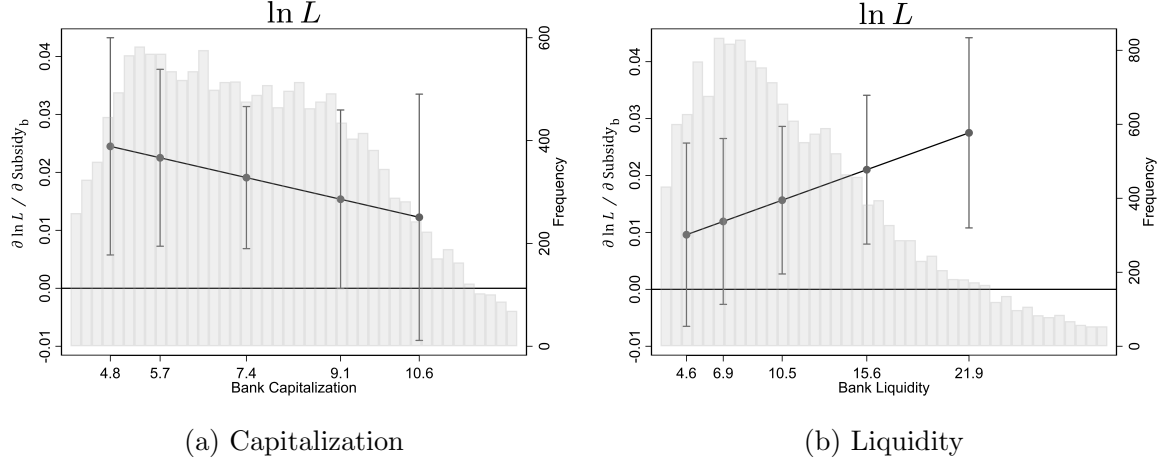 ln L
∂ ln L / ∂ Subsidy_b
0.04
0.03
0.02
0.01
0.00
-0.01
600
400
200
0
Frequency
4.8 5.7 7.4 9.1 10.6
Bank Capitalization
(a) Capitalization
ln L
∂ ln L / ∂ Subsidy_b
0.04
0.03
0.02
0.01
0.00
-0.01
800
600
400
200
0
Frequency
4.6 6.9 10.5 15.6 21.9
Bank Liquidity
(b) Liquidity